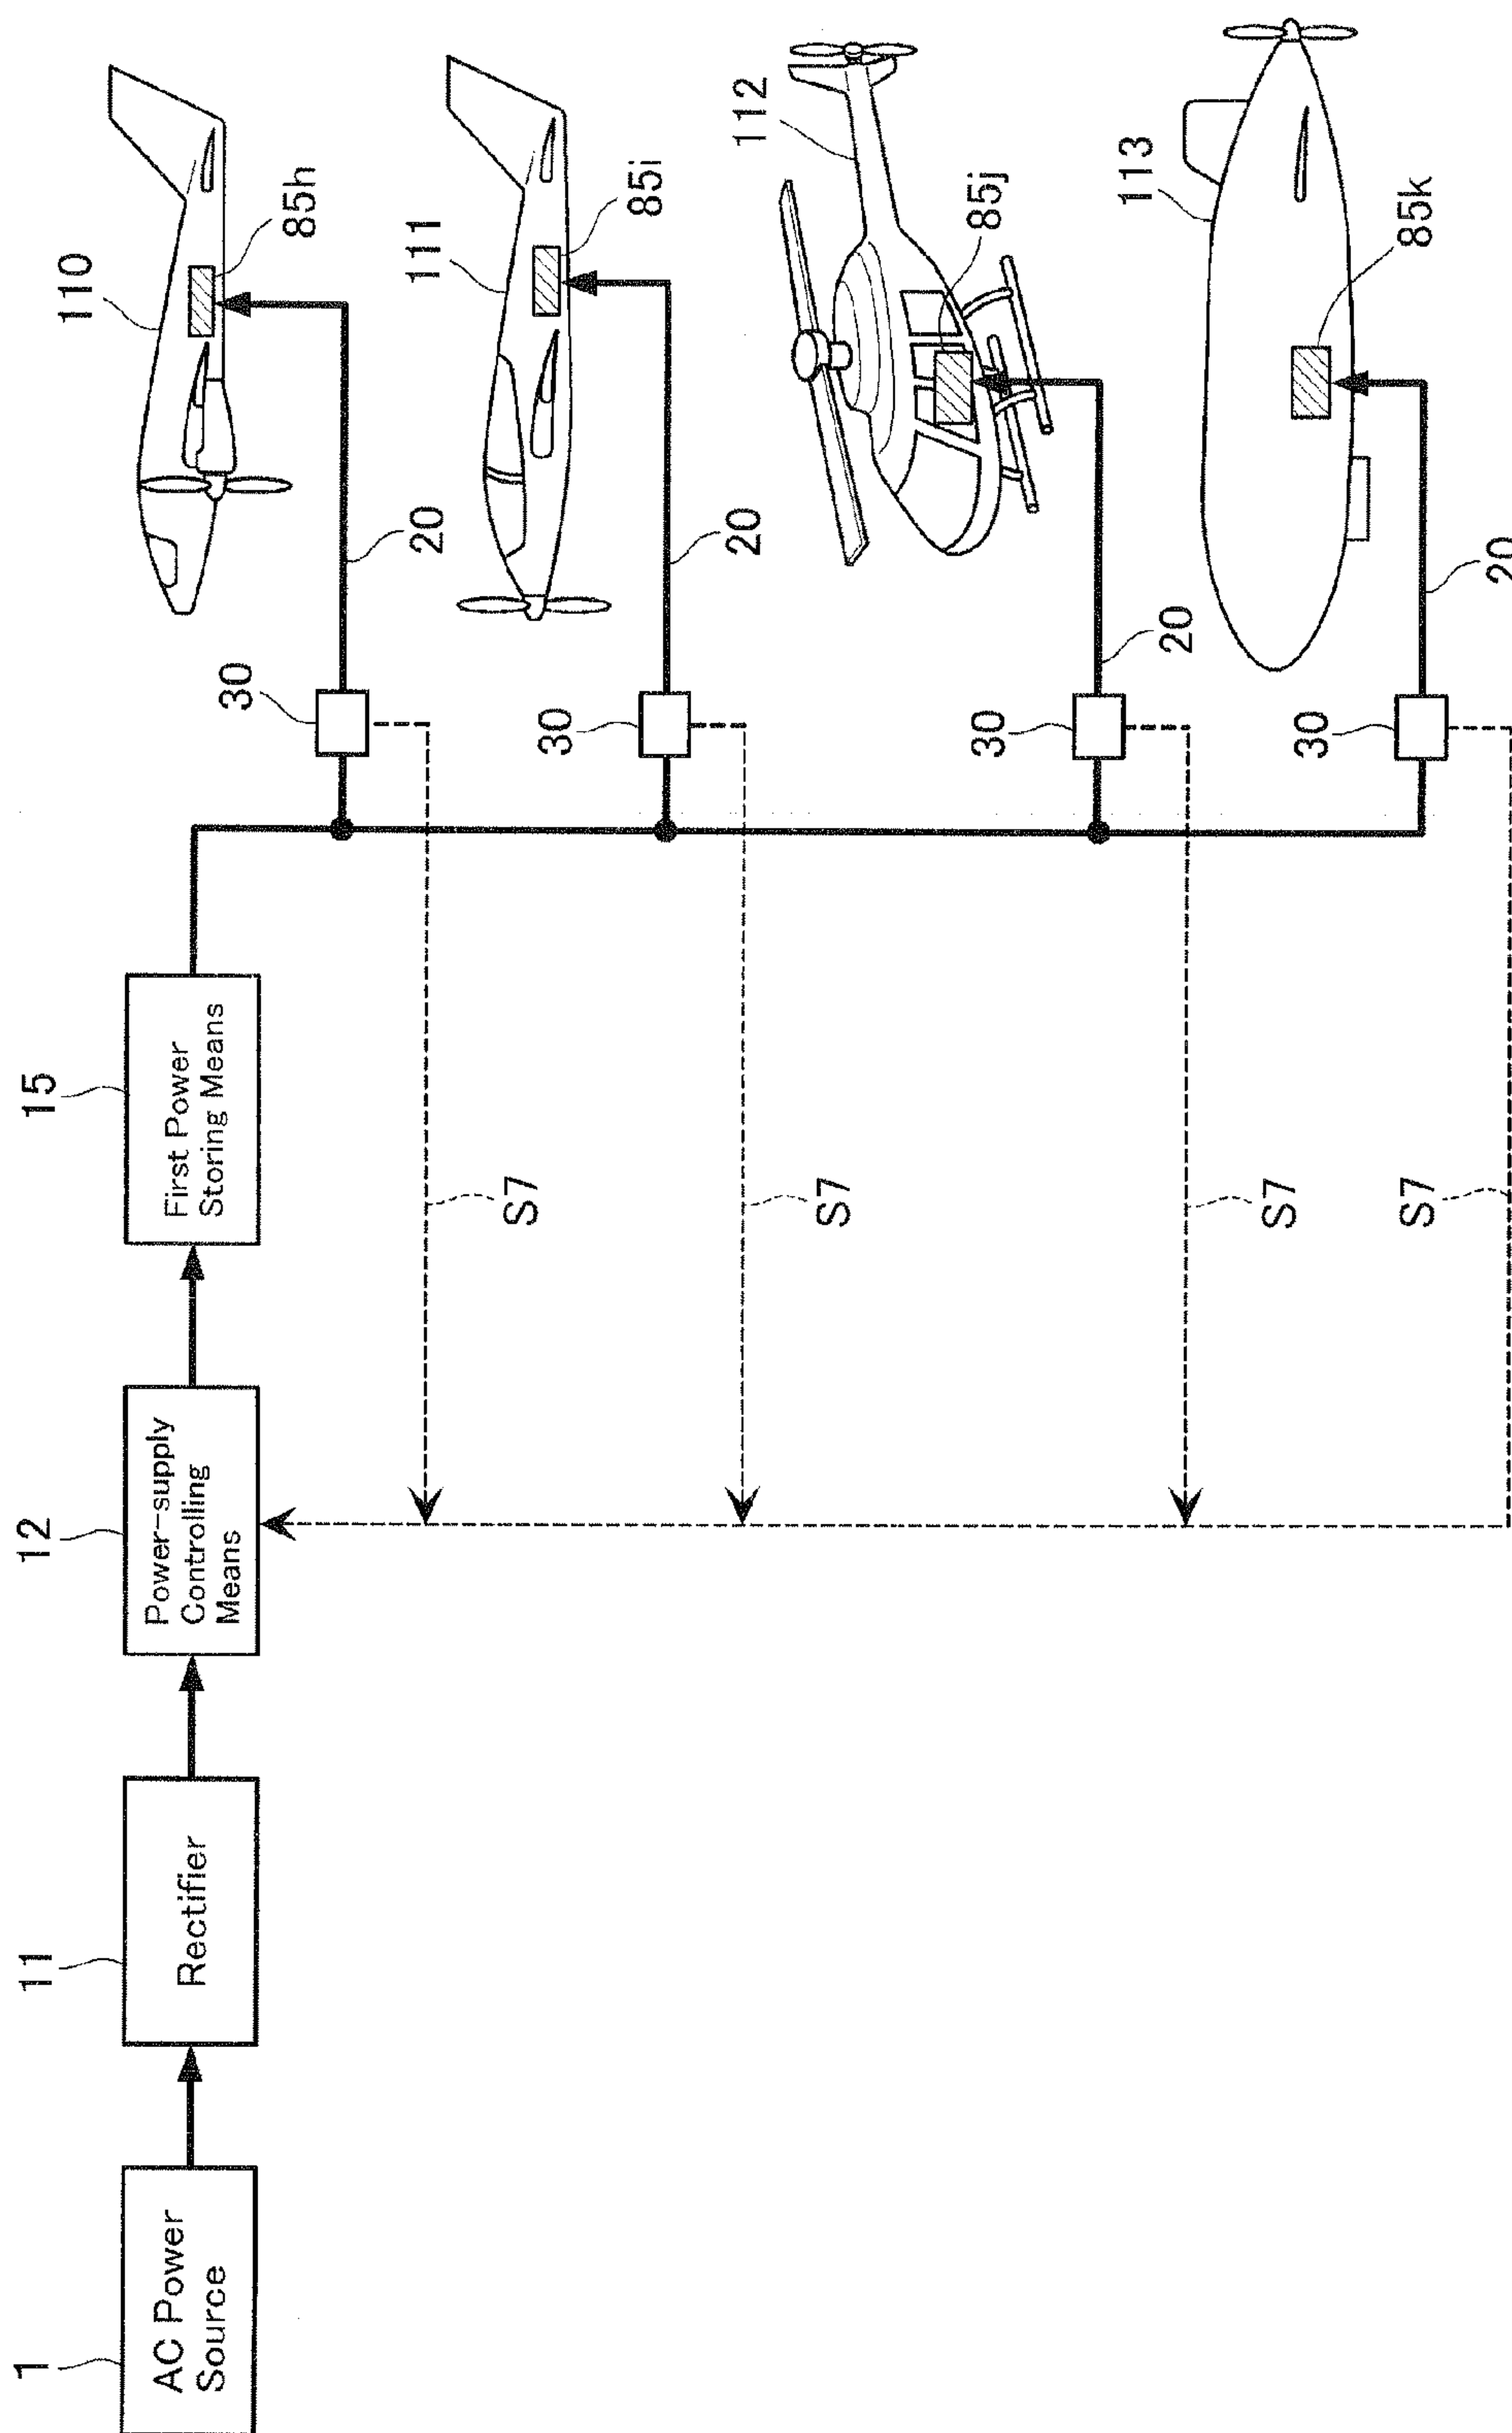 1
AC Power
Source
11
Rectifier
12
Power-supply
Controlling
Means
15
First Power
Storing Means
S7
S7
S7
S7
30
30
30
30
20
20
20
20
110
85h
111
85i
112
85j
113
85k